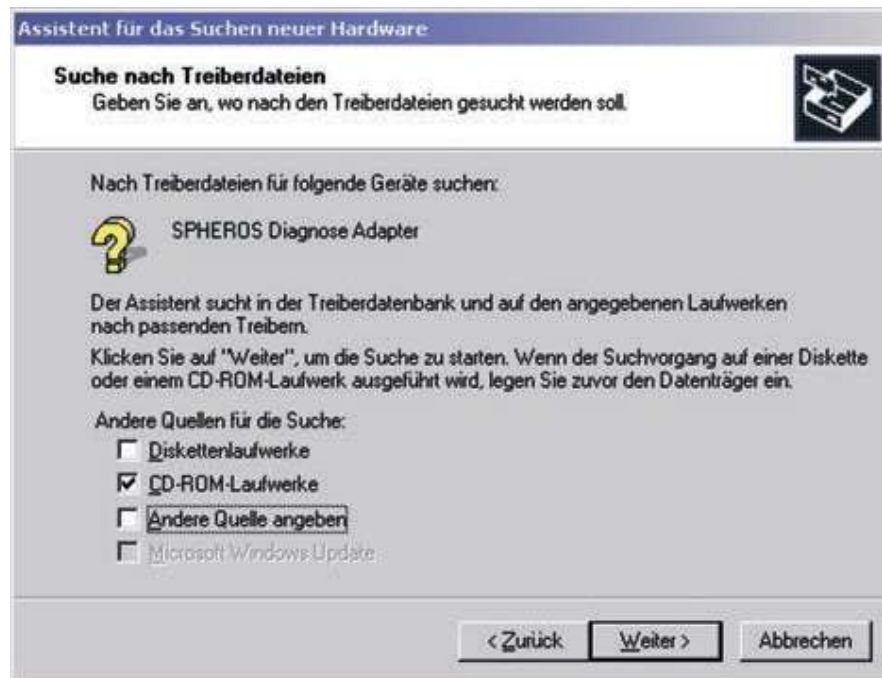 Assistent für das Suchen neuer Hardware
Suche nach Treiberdateien
Geben Sie an, wo nach den Treiberdateien gesucht werden soll.
Nach Treiberdateien für folgende Geräte suchen:
SPHEROS Diagnose Adapter
Der Assistent sucht in der Treiberdatenbank und auf den angegebenen Laufwerken
nach passenden Treibern.
Klicken Sie auf "Weiter", um die Suche zu starten. Wenn der Suchvorgang auf einer Diskette
oder einem CD-ROM-Laufwerk ausgeführt wird, legen Sie zuvor den Datenträger ein.
Andere Quellen für die Suche:
Diskettenlaufwerke
CD-ROM-Laufwerke
Andere Quelle angeben
Microsoft Windows Update
< Zurück Weiter > Abbrechen